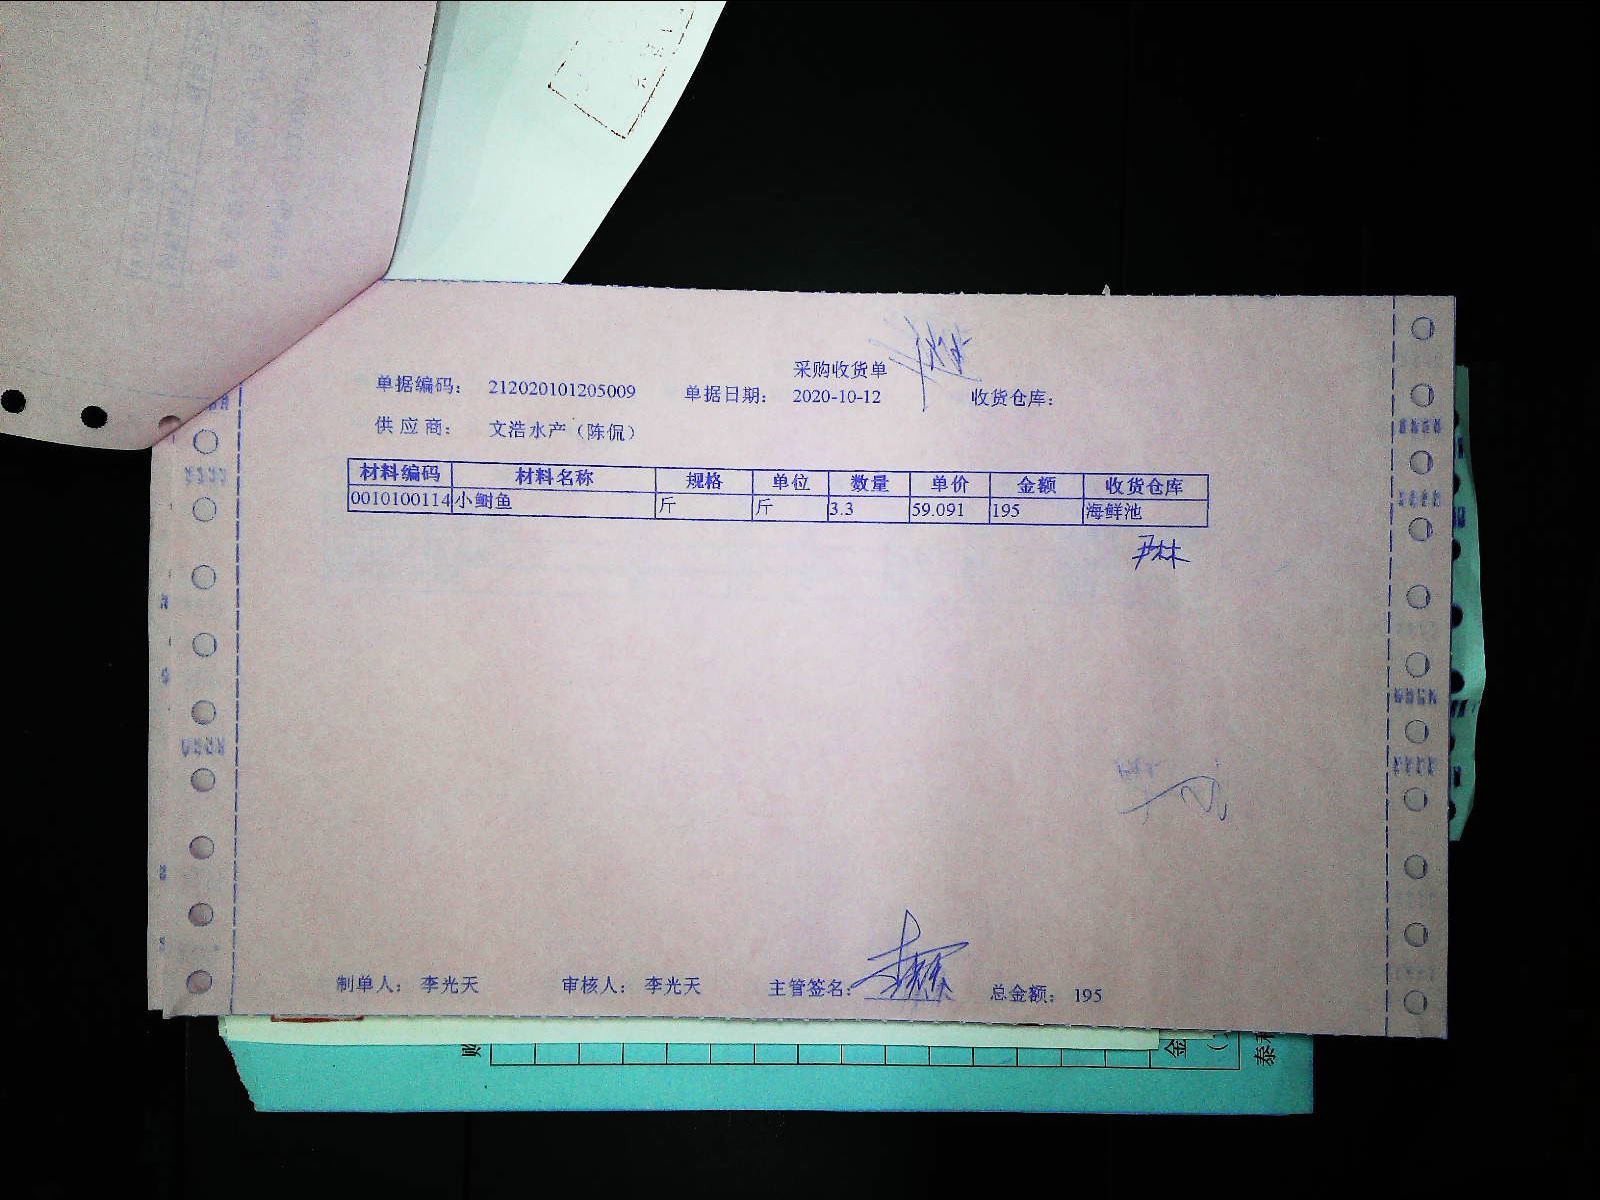 采购收货单
单据编码： 212020101205009 单据日期： 2020-10-12 收货仓库：
供 应 商： 文浩水产（陈侃）
材料编码 材料名称 规格 单位 数量 单价 金额 收货仓库
0010100114 小鲥鱼 斤 斤 3.3 59.091 195 海鲜池
制单人： 李光天 审核人： 李光天 主管签名： 总金额： 195